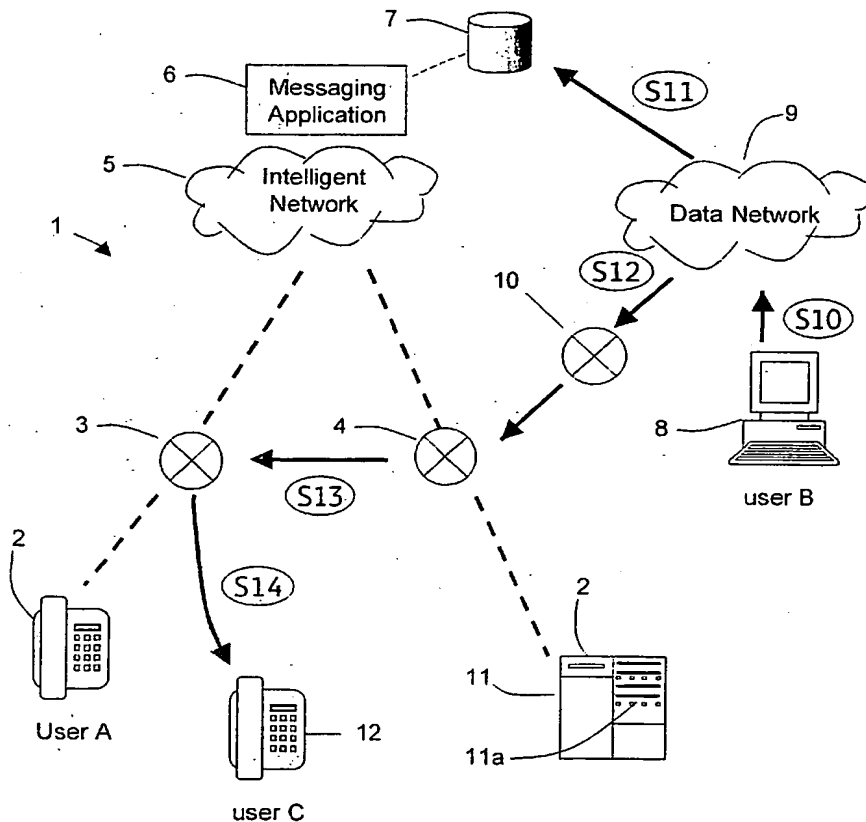 7
6
Messaging
Application
S11
9
5
Intelligent
Network
Data Network
1
S12
10
S10
3
4
8
S13
user B
2
S14
2
11
User A
12
11a
user C